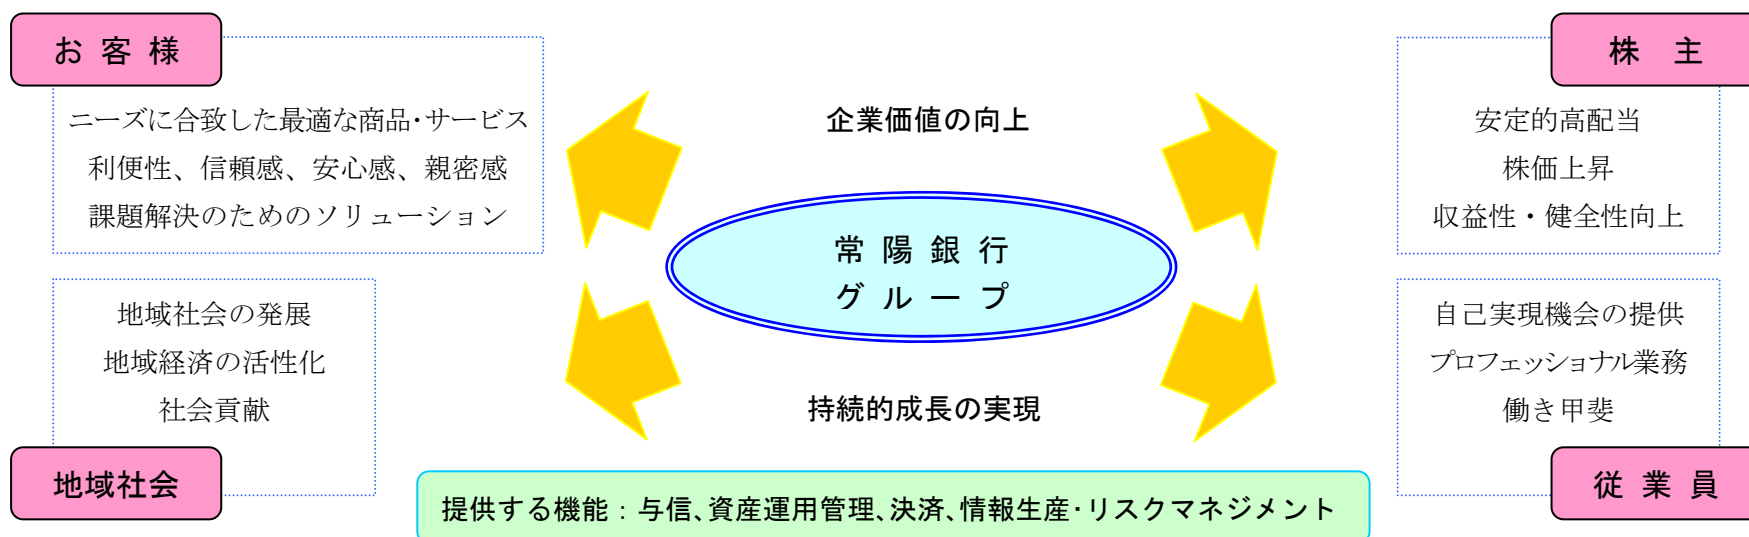 お客様
ニーズに合致した最適な商品・サービス
利便性、信頼感、安心感、親密感
課題解決のためのソリューション
株 主
安定的高配当
株価上昇
収益性・健全性向上
企業価値の向上
常陽銀行
グループ
持続的成長の実現
地域社会の発展
地域経済の活性化
社会貢献
地域社会
自己実現機会の提供
プロフェッショナル業務
働き甲斐
従業員
提供する機能：与信、資産運用管理、決済、情報生産・リスクマネジメント